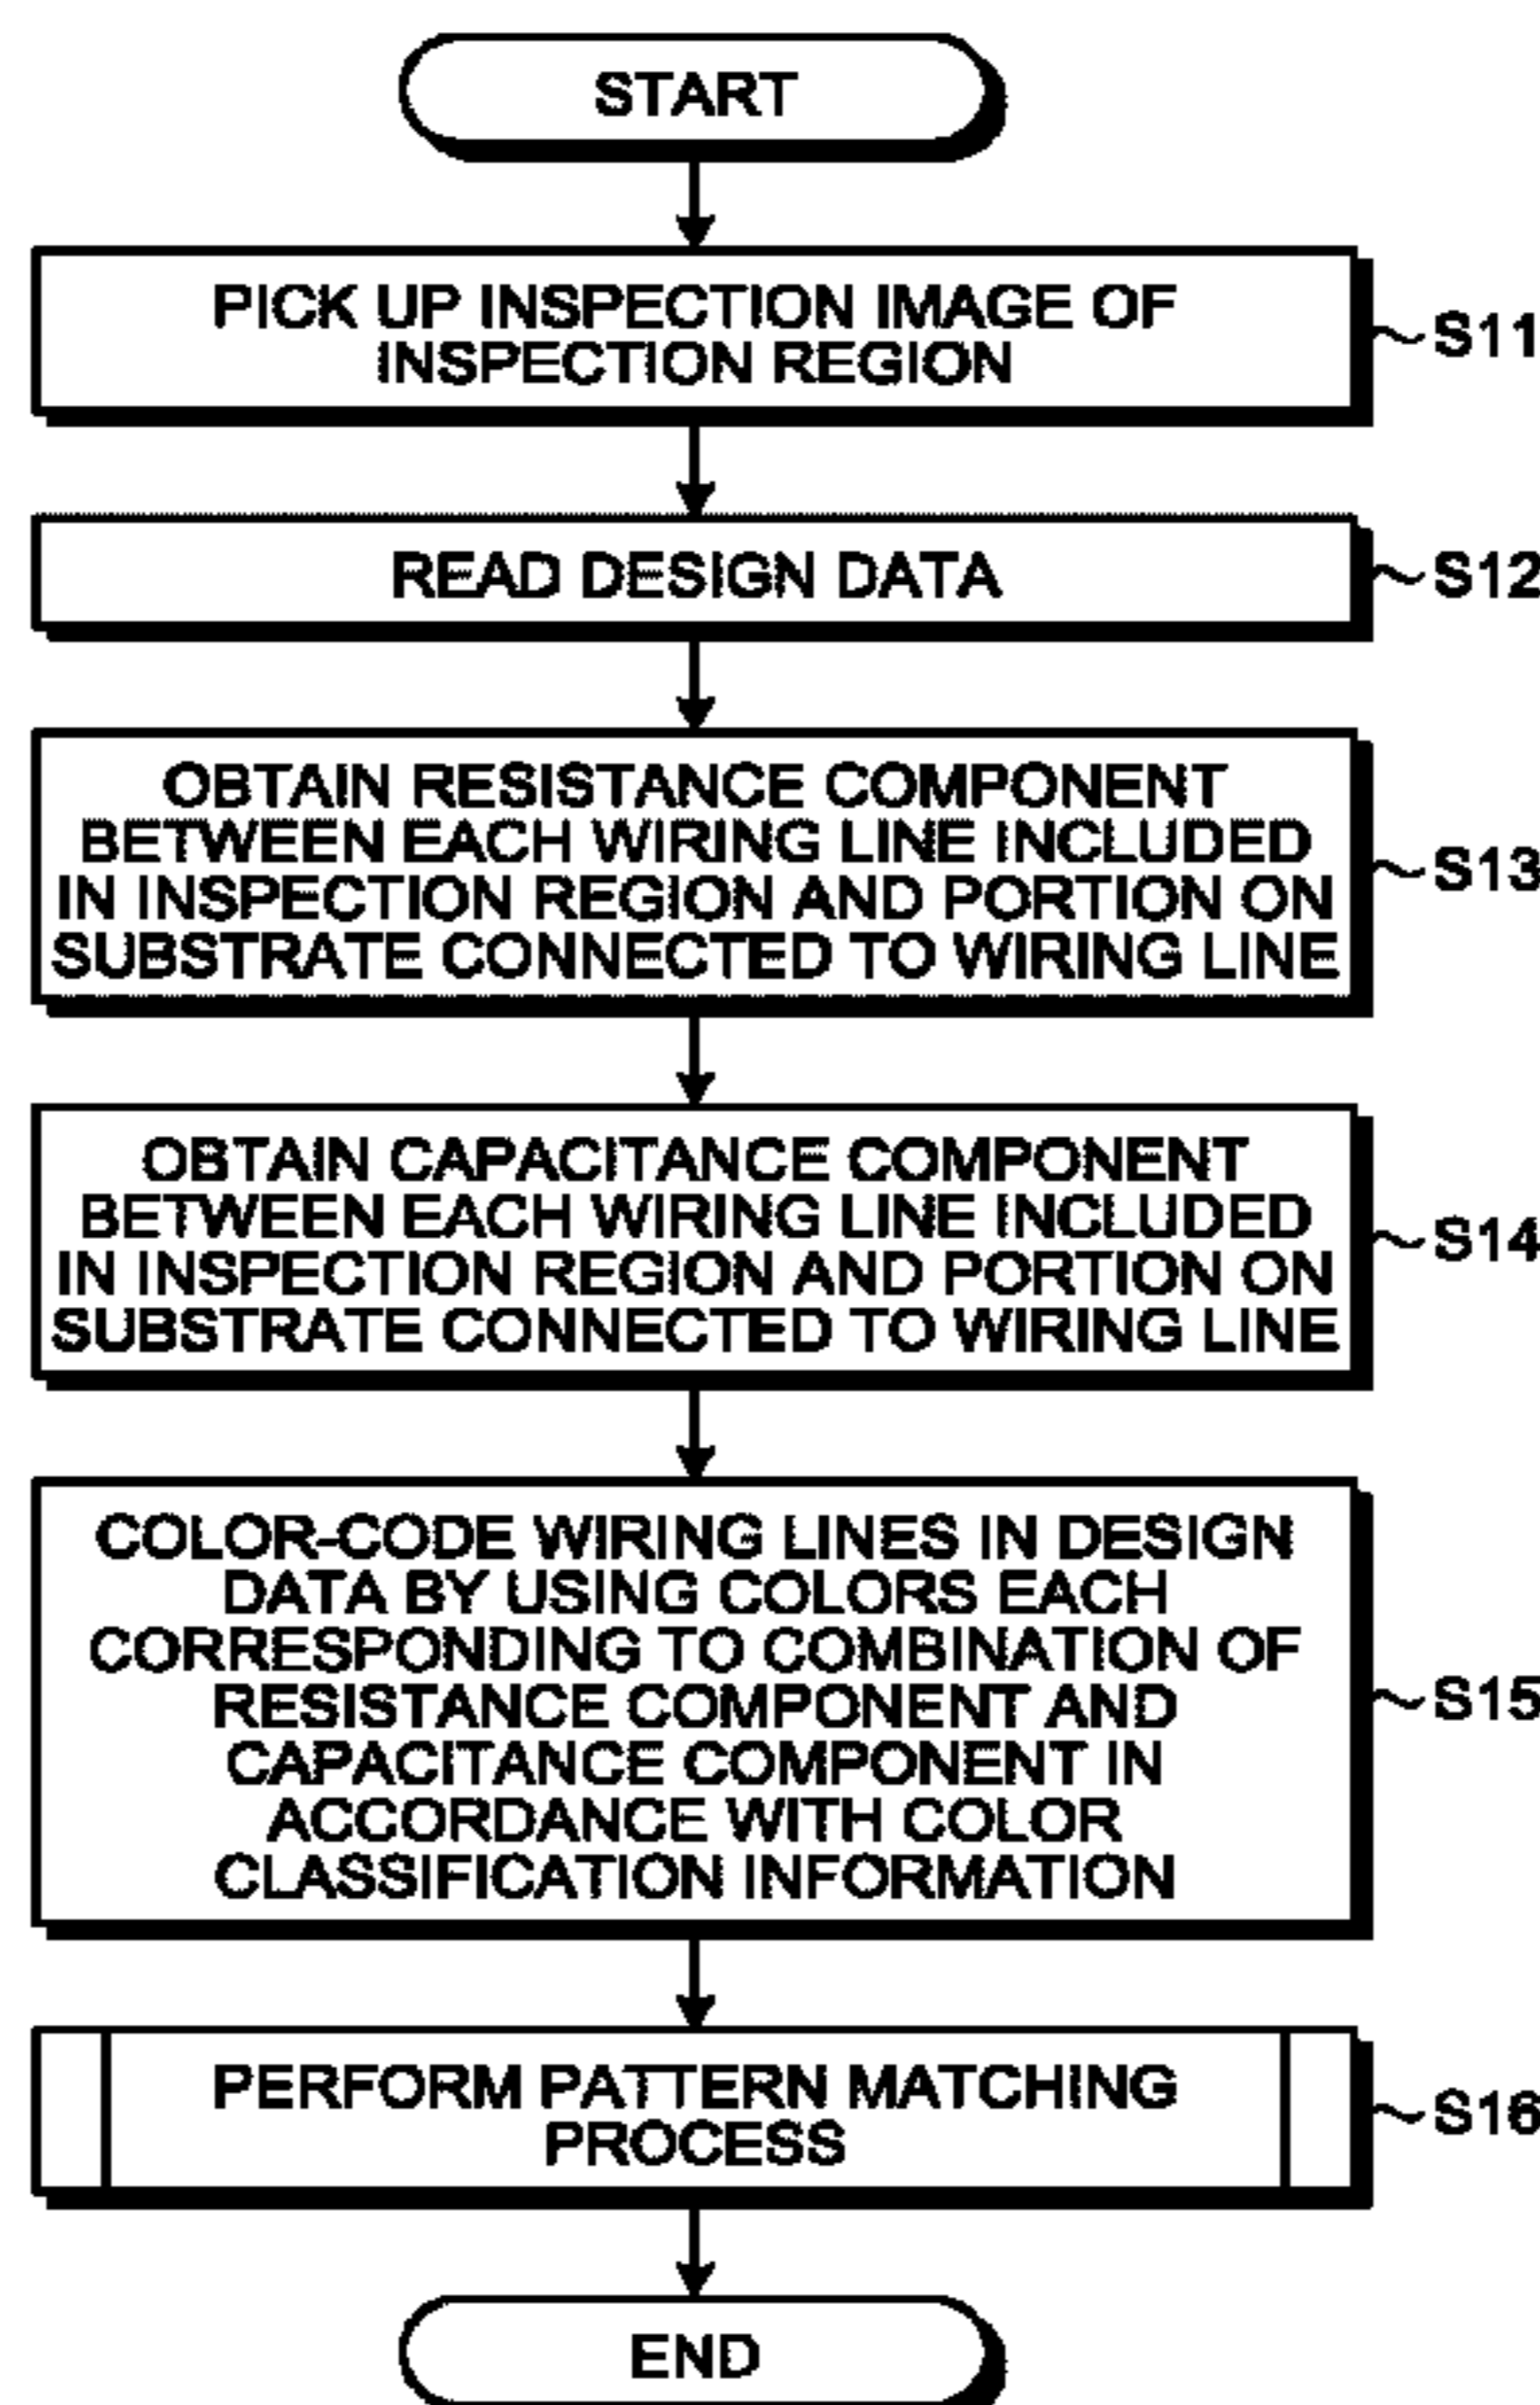 START
PICK UP INSPECTION IMAGE OF
INSPECTION REGION
S11
READ DESIGN DATA
S12
OBTAIN RESISTANCE COMPONENT
BETWEEN EACH WIRING LINE INCLUDED
IN INSPECTION REGION AND PORTION ON
SUBSTRATE CONNECTED TO WIRING LINE
S13
OBTAIN CAPACITANCE COMPONENT
BETWEEN EACH WIRING LINE INCLUDED
IN INSPECTION REGION AND PORTION ON
SUBSTRATE CONNECTED TO WIRING LINE
S14
COLOR-CODE WIRING LINES IN DESIGN
DATA BY USING COLORS EACH
CORRESPONDING TO COMBINATION OF
RESISTANCE COMPONENT AND
CAPACITANCE COMPONENT IN
ACCORDANCE WITH COLOR
CLASSIFICATION INFORMATION
S15
PERFORM PATTERN MATCHING
PROCESS
S16
END